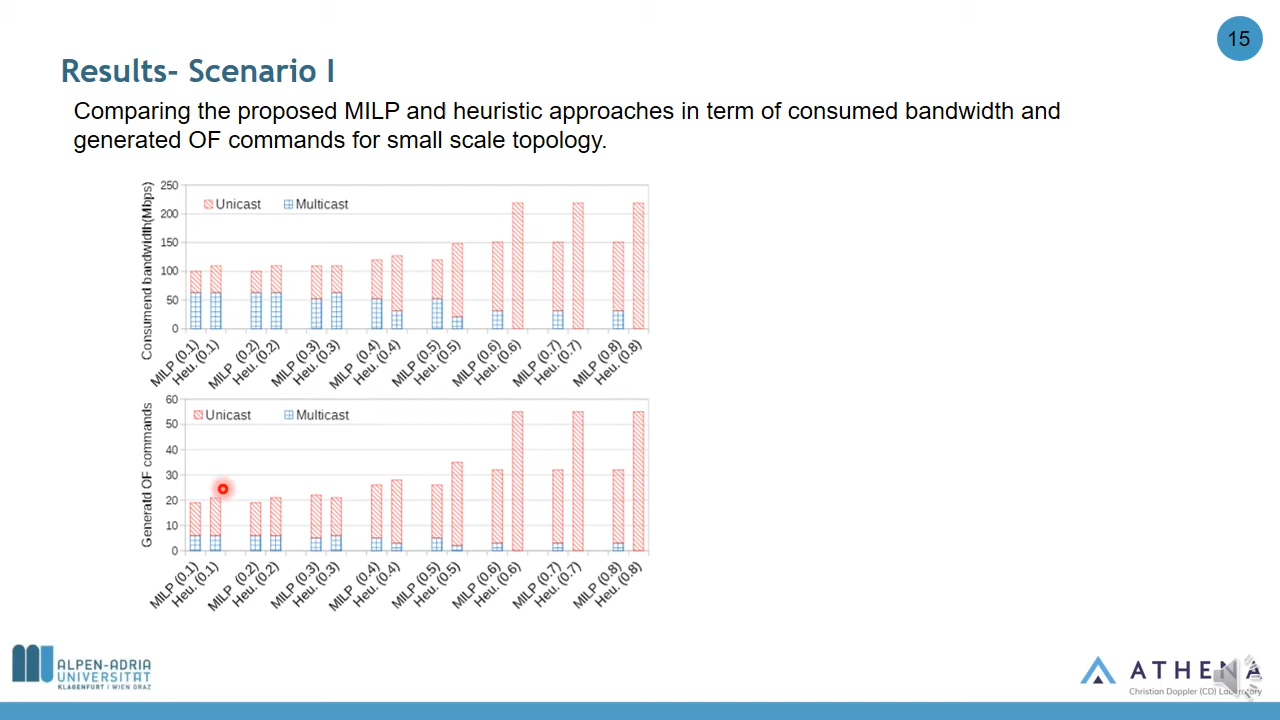 15
Results- Scenario I
Comparing the proposed MILP and heuristic approaches in term of consumed bandwidth and
generated OF commands for small scale topology.
Consumend bandwidth(Mbps)
250
200
150
100
50
0
Unicast
Multicast
MILP (0.1)
Heu. (0.1)
MILP (0.2)
Heu. (0.2)
MILP (0.3)
Heu. (0.3)
MILP (0.4)
Heu. (0.4)
MILP (0.5)
Heu. (0.5)
MILP (0.6)
Heu. (0.6)
MILP (0.7)
Heu. (0.7)
MILP (0.8)
Heu. (0.8)
Generatd OF commands
60
50
40
30
20
10
0
Unicast
Multicast
MILP (0.1)
Heu. (0.1)
MILP (0.2)
Heu. (0.2)
MILP (0.3)
Heu. (0.3)
MILP (0.4)
Heu. (0.4)
MILP (0.5)
Heu. (0.5)
MILP (0.6)
Heu. (0.6)
MILP (0.7)
Heu. (0.7)
MILP (0.8)
Heu. (0.8)
ALPEN-ADRIA
UNIVERSITÄT
KLAGENFURT I WIEN GRAZ
ATHENA
Christian Doppler (CD) Laboratory